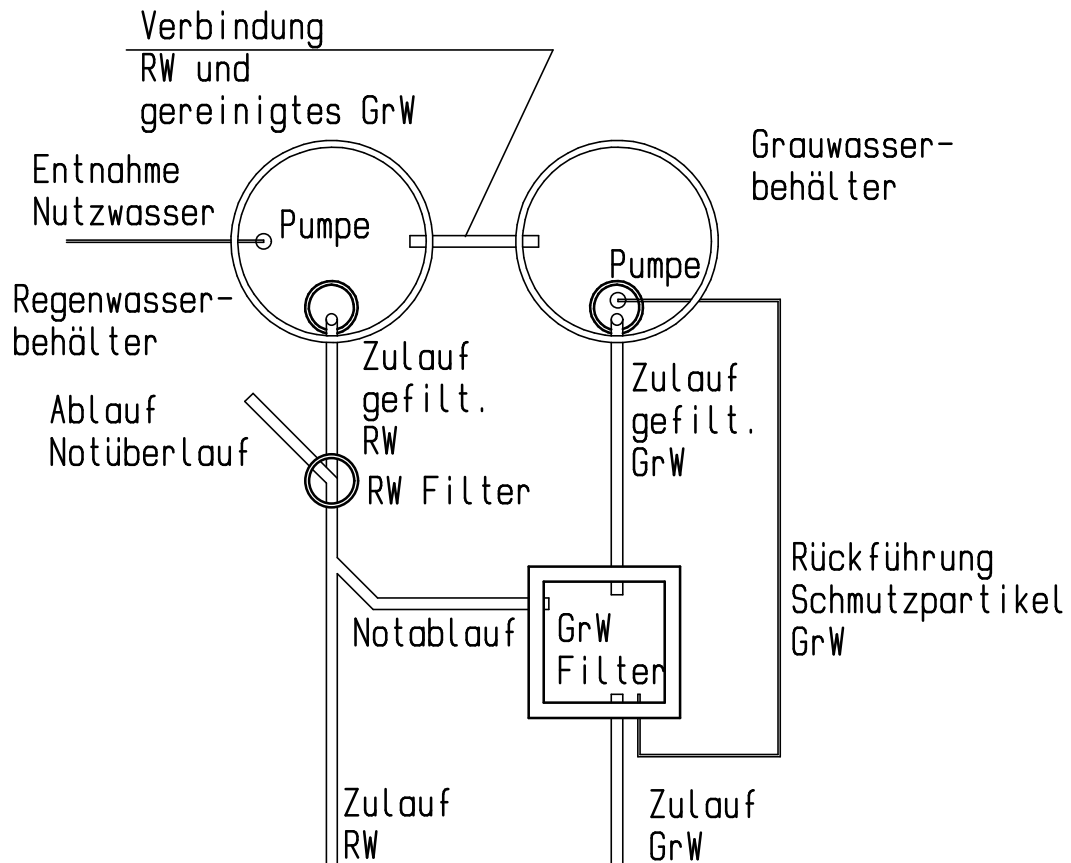 Verbindung
RW und
gereinigtes GrW
Grauwasser-
behälter
Entnahme
Nutzwasser
Pumpe
Pumpe
Regenwasser-
behälter
Zulauf
gefilt.
RW
Zulauf
gefilt.
GrW
Ablauf
Notüberlauf
RW Filter
Rückführung
Schmutzpartikel
GrW
Notablauf
GrW
Filter
Zulauf
RW
Zulauf
GrW